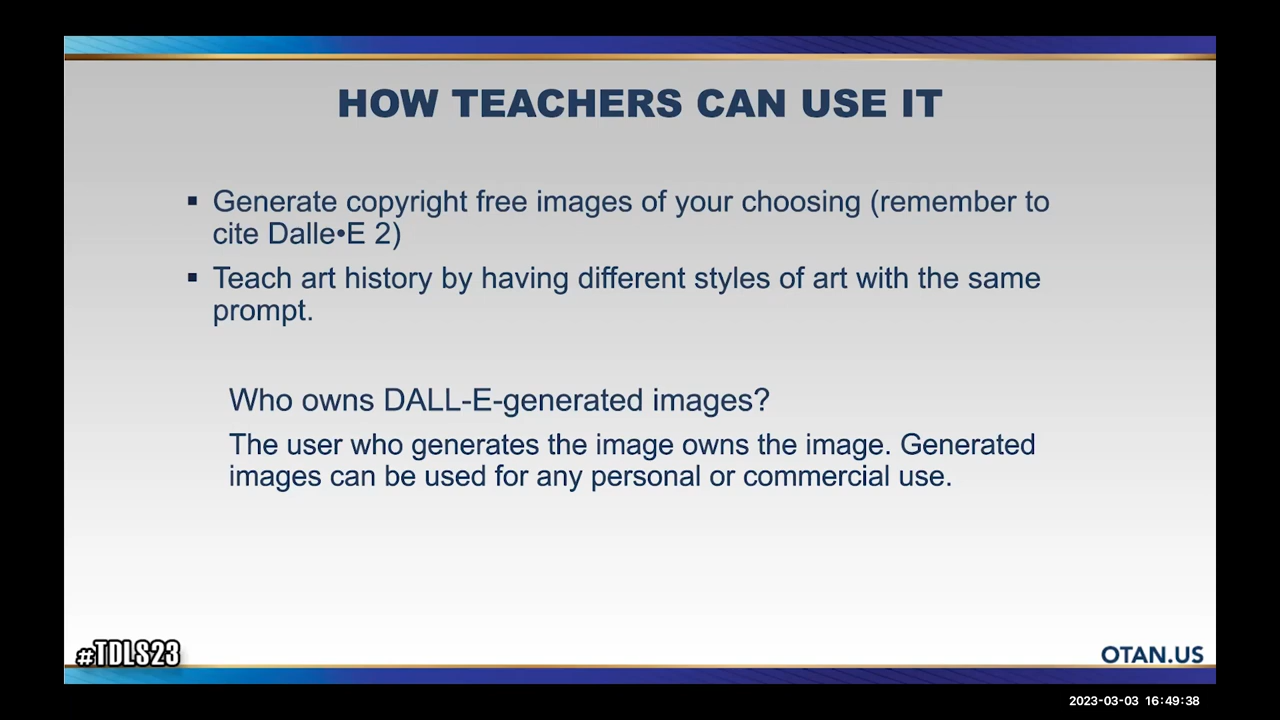 HOW TEACHERS CAN USE IT
▪ Generate copyright free images of your choosing (remember to
cite Dalle•E 2)
▪ Teach art history by having different styles of art with the same
prompt.
Who owns DALL-E-generated images?
The user who generates the image owns the image. Generated
images can be used for any personal or commercial use.
#TDLS23
OTAN.US
2023-03-03 16:49:38